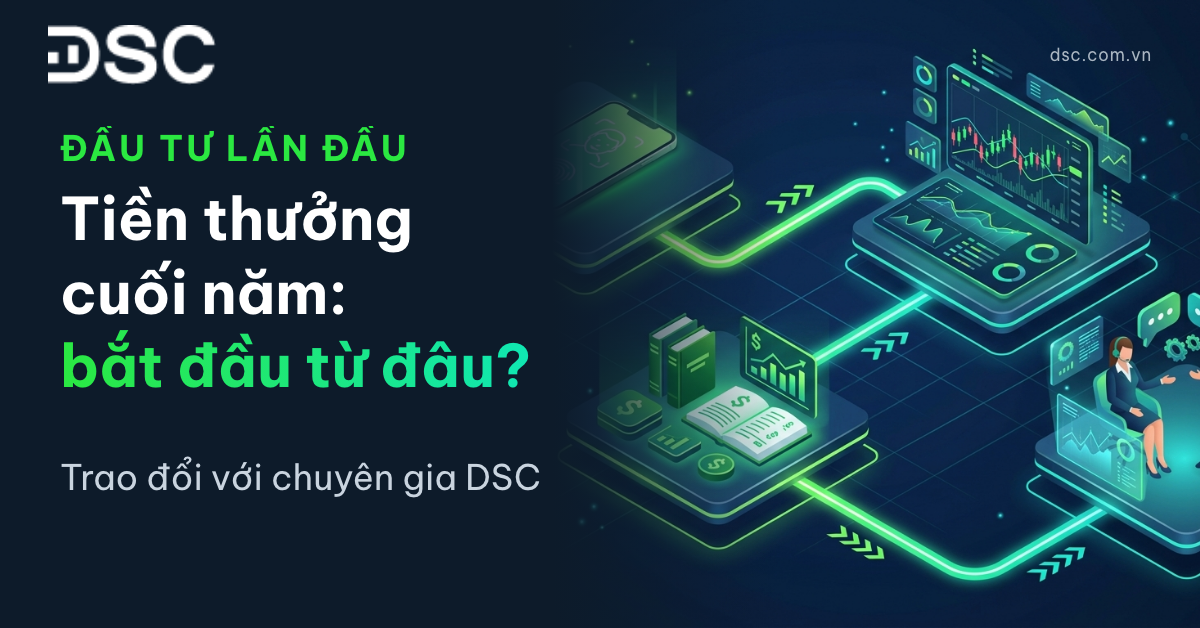 DSC
dsc.com.vn
ĐẦU TƯ LẦN ĐẦU
Tiền thưởng
cuối năm:
bắt đầu từ đâu?
Trao đổi với chuyên gia DSC